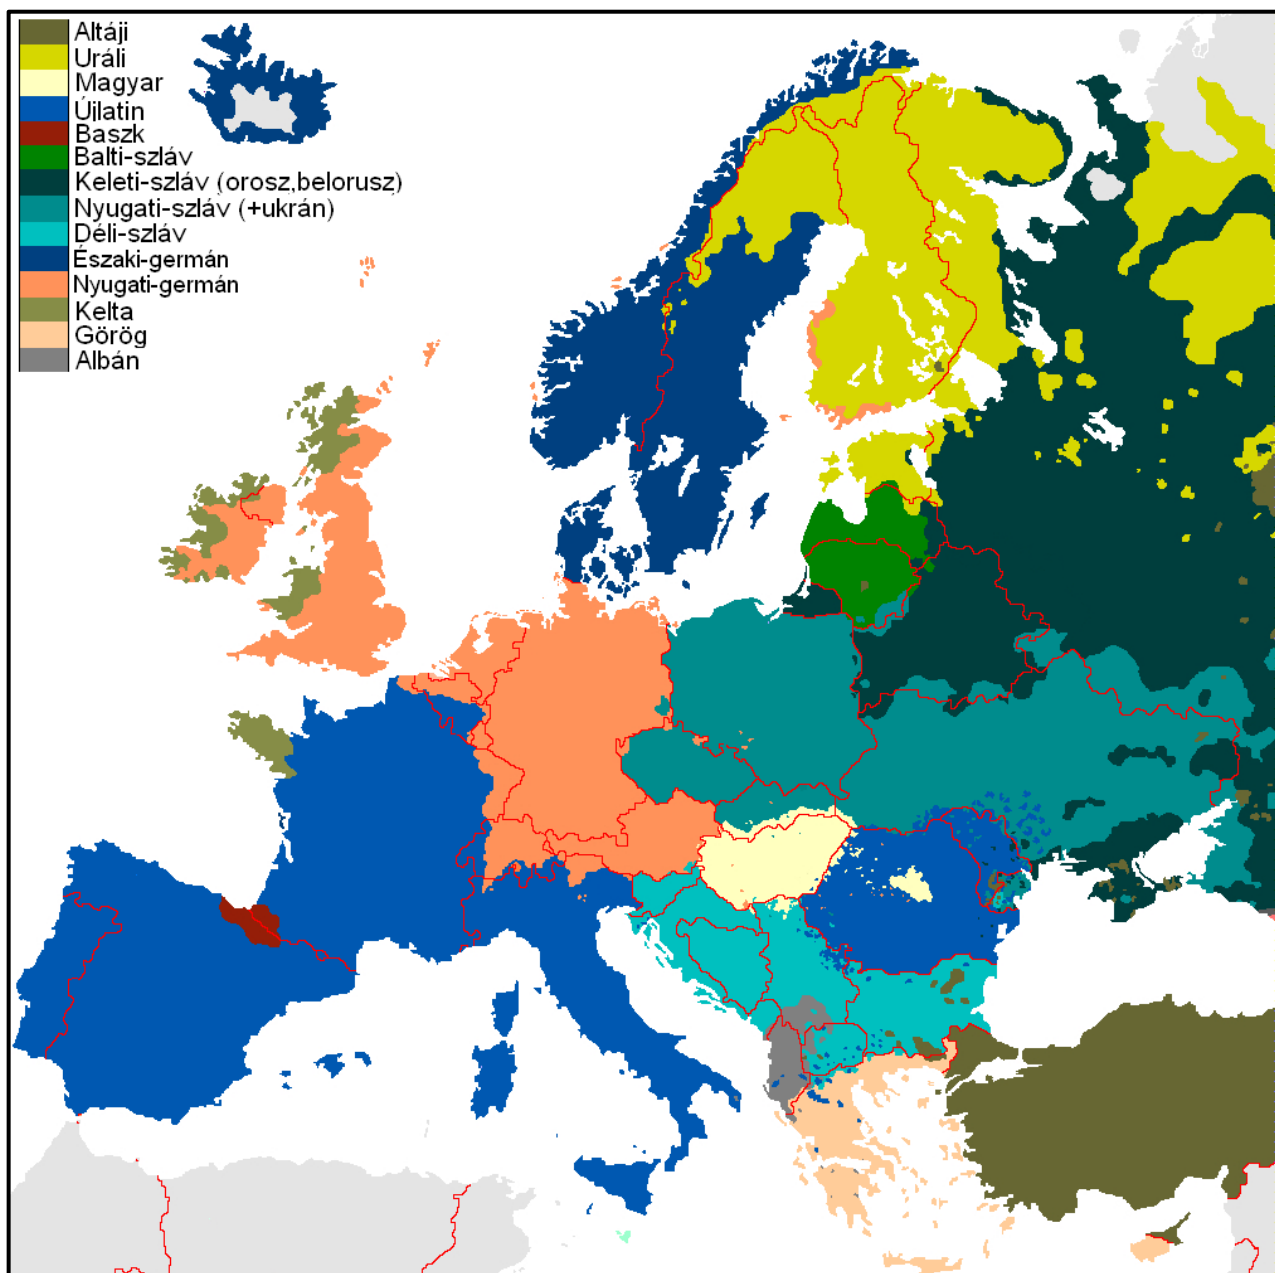 Altáji
Uráli
Magyar
Újlatin
Baszk
Balti-szláv
Keleti-szláv (orosz,belorusz)
Nyugati-szláv (+ukrán)
Déli-szláv
Északi-germán
Nyugati-germán
Kelta
Görög
Albán